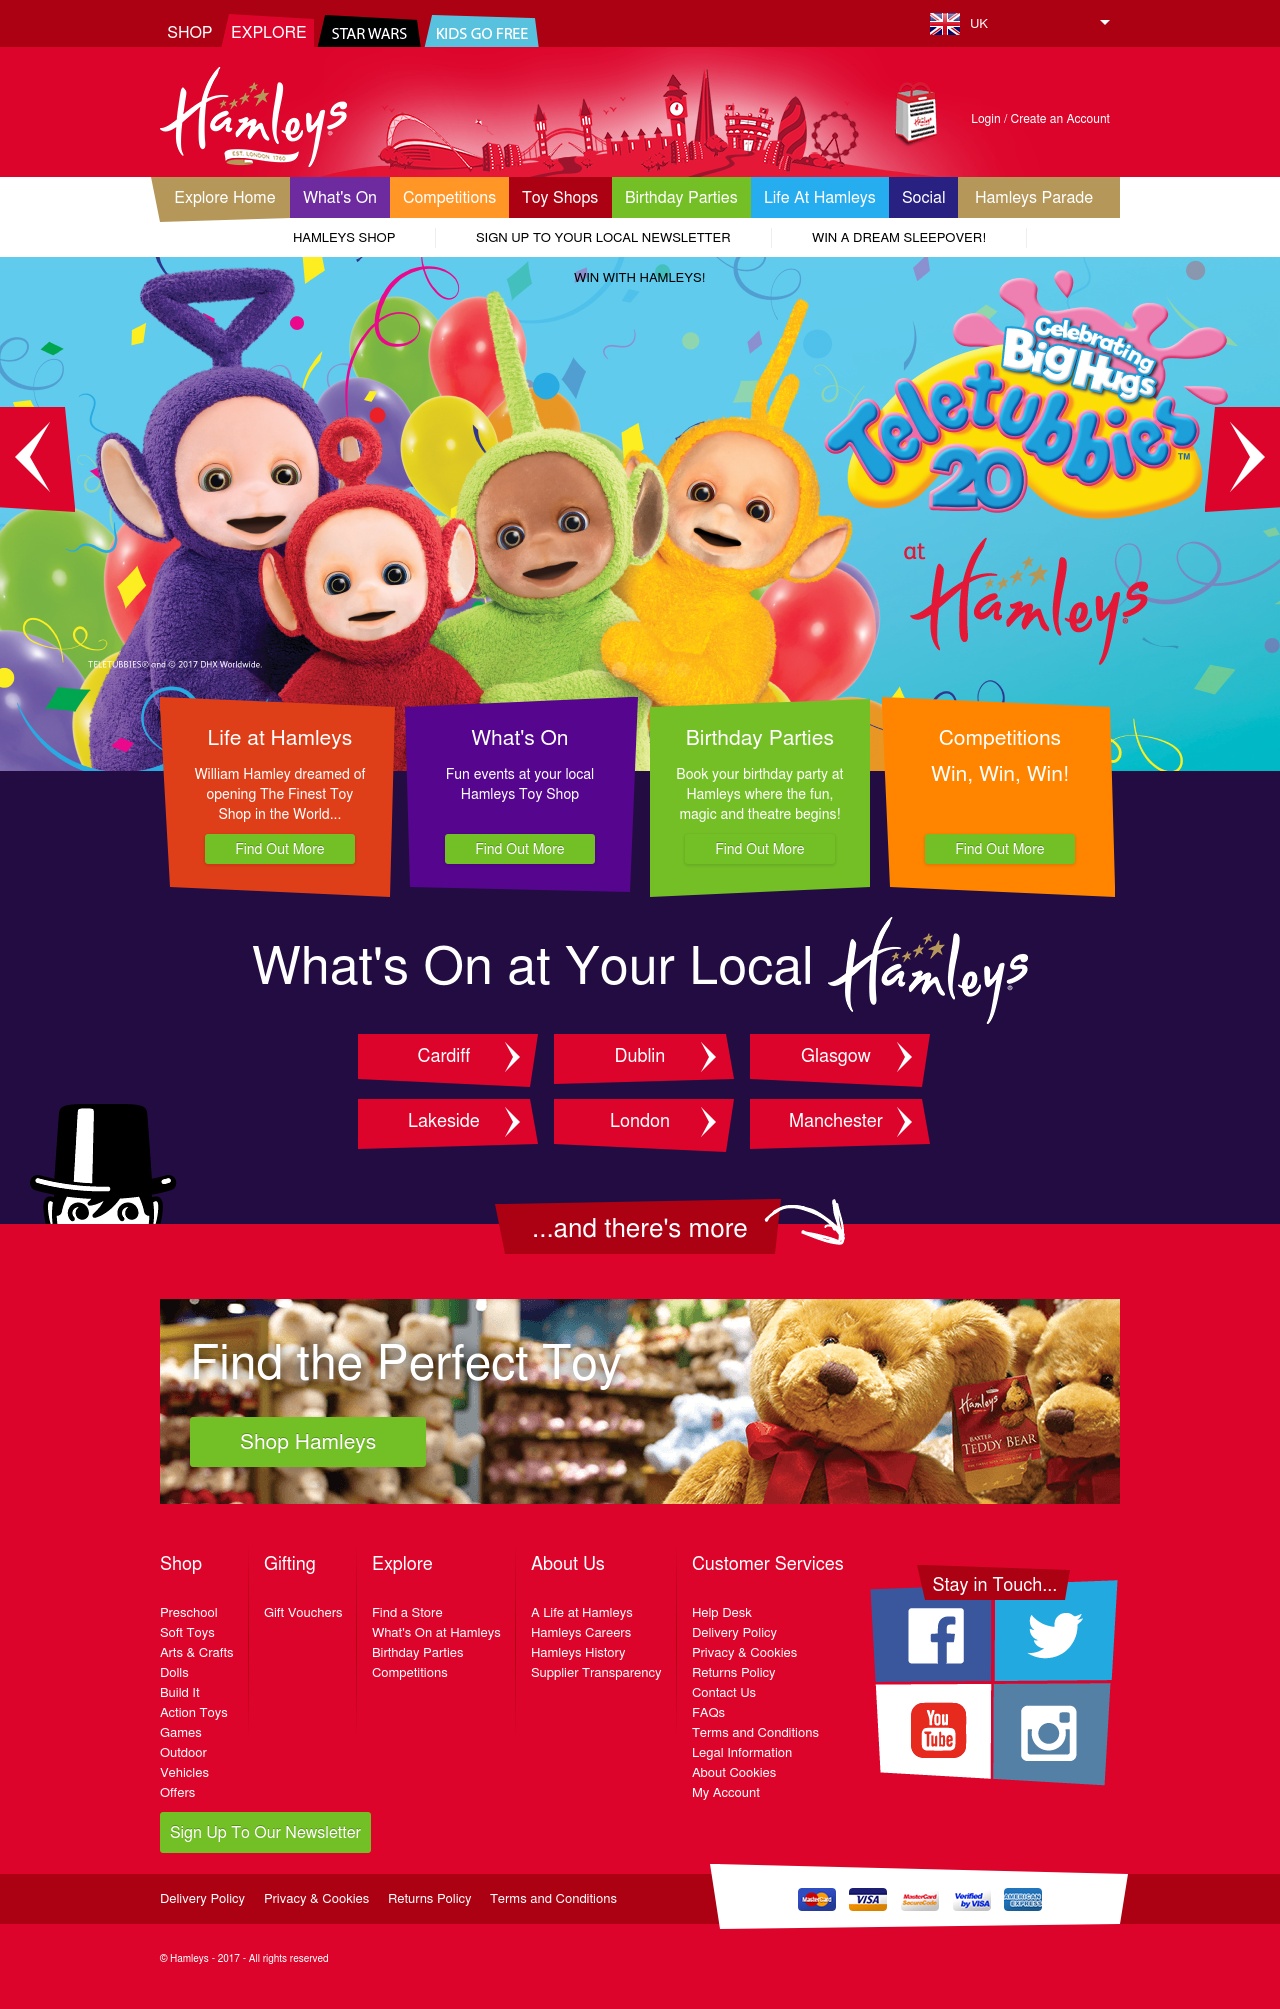 SHOP EXPLORE STAR WARS KIDS GO FREE UK
Hamleys
EST. LONDON, 1760
Hamleys
Login / Create an Account
Explore Home What's On Competitions Toy Shops Birthday Parties Life At Hamleys Social Hamleys Parade
HAMLEYS SHOP SIGN UP TO YOUR LOCAL NEWSLETTER WIN A DREAM SLEEPOVER!
WIN WITH HAMLEYS!
Celebrating
Big Hugs
Teletubbies™
20
at
Hamleys
TELETUBBIES® and © 2017 DHX Worldwide.
Life at Hamleys
William Hamley dreamed of
opening The Finest Toy
Shop in the World...
Find Out More
What's On
Fun events at your local
Hamleys Toy Shop
Find Out More
Birthday Parties
Book your birthday party at
Hamleys where the fun,
magic and theatre begins!
Find Out More
Competitions
Win, Win, Win!
Find Out More
What's On at Your Local Hamleys
Cardiff Dublin Glasgow
Lakeside London Manchester
...and there's more
Find the Perfect Toy
Shop Hamleys
Hamleys
BAXTER
TEDDY BEAR
Shop
Preschool
Soft Toys
Arts & Crafts
Dolls
Build It
Action Toys
Games
Outdoor
Vehicles
Offers
Gifting
Gift Vouchers
Explore
Find a Store
What's On at Hamleys
Birthday Parties
Competitions
About Us
A Life at Hamleys
Hamleys Careers
Hamleys History
Supplier Transparency
Customer Services
Help Desk
Delivery Policy
Privacy & Cookies
Returns Policy
Contact Us
FAQs
Terms and Conditions
Legal Information
About Cookies
My Account
Stay in Touch...
You
Tube
Sign Up To Our Newsletter
Delivery Policy Privacy & Cookies Returns Policy Terms and Conditions
MasterCard
VISA
MasterCard
SecureCode
Verified
by VISA
AMERICAN
EXPRESS
© Hamleys - 2017 - All rights reserved